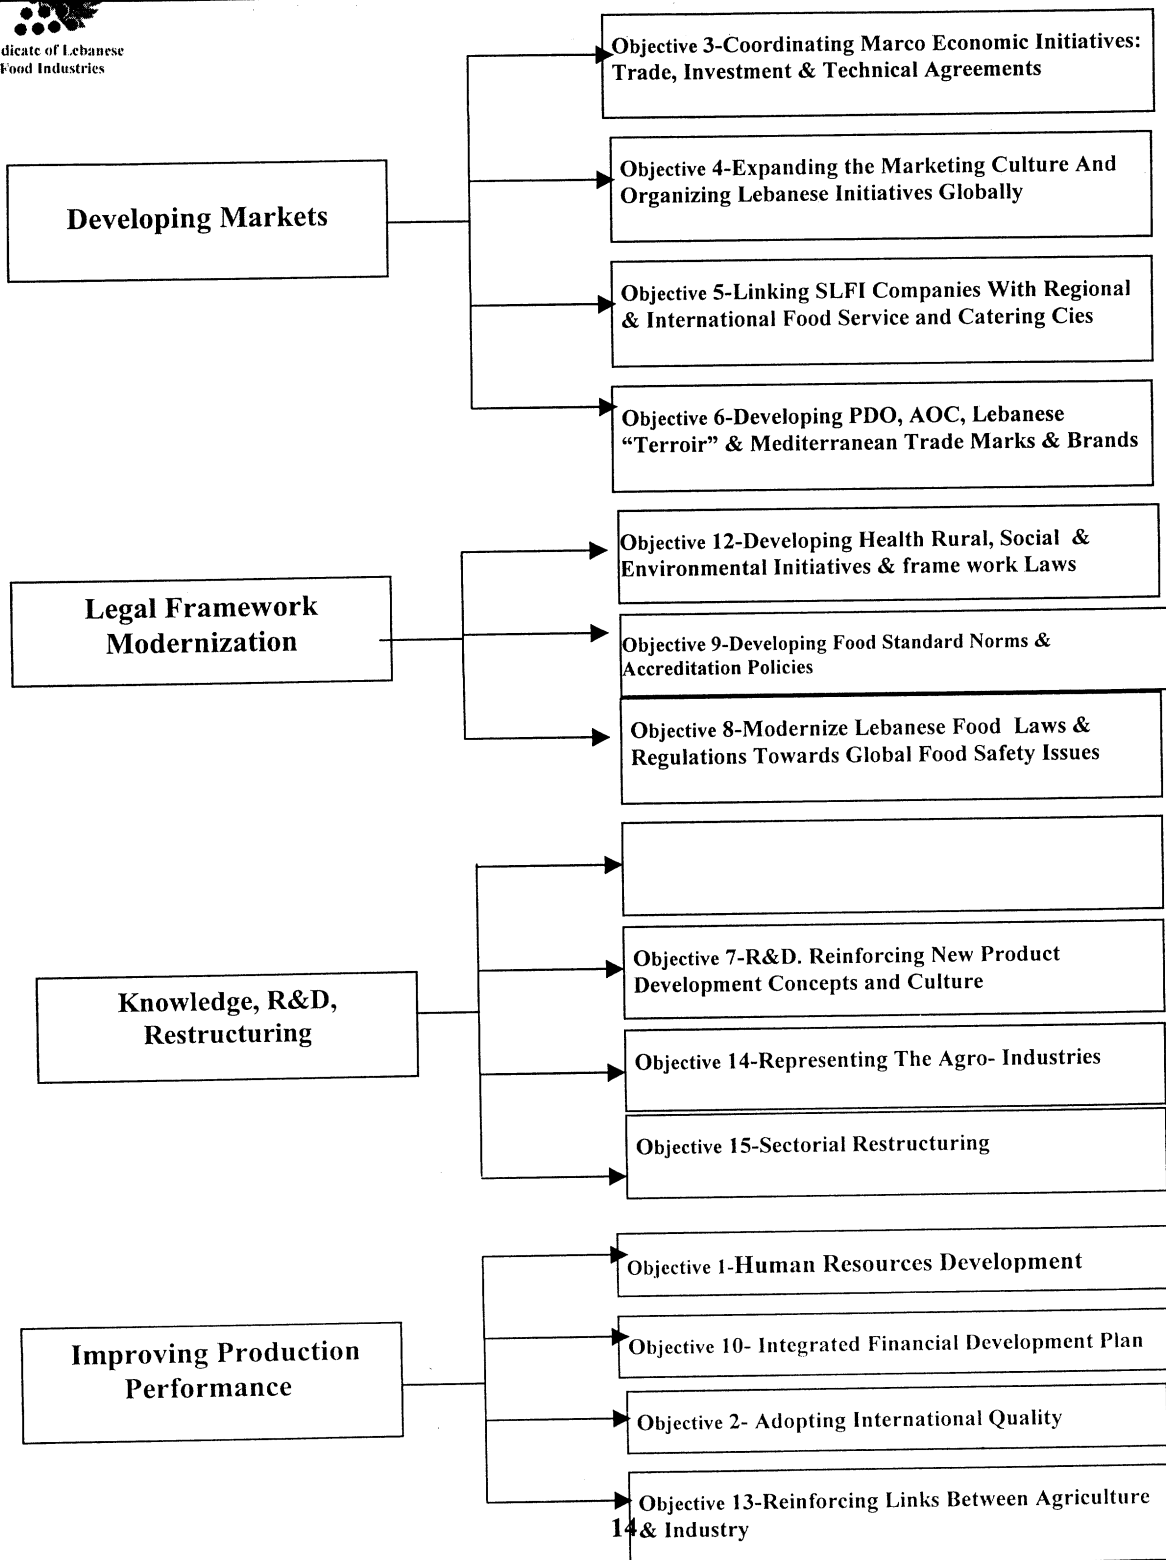 dicate of Lebanese
Food Industries
Objective 3-Coordinating Marco Economic Initiatives:
Trade, Investment & Technical Agreements
Developing Markets
Objective 4-Expanding the Marketing Culture And
Organizing Lebanese Initiatives Globally
Objective 5-Linking SLFI Companies With Regional
& International Food Service and Catering Cies
Objective 6-Developing PDO, AOC, Lebanese
“Terroir” & Mediterranean Trade Marks & Brands
Legal Framework
Modernization
Objective 12-Developing Health Rural, Social &
Environmental Initiatives & frame work Laws
Objective 9-Developing Food Standard Norms &
Accreditation Policies
Objective 8-Modernize Lebanese Food Laws &
Regulations Towards Global Food Safety Issues
Knowledge, R&D,
Restructuring
Objective 7-R&D. Reinforcing New Product
Development Concepts and Culture
Objective 14-Representing The Agro- Industries
Objective 15-Sectorial Restructuring
Improving Production
Performance
Objective 1-Human Resources Development
Objective 10- Integrated Financial Development Plan
Objective 2- Adopting International Quality
Objective 13-Reinforcing Links Between Agriculture
& Industry
14